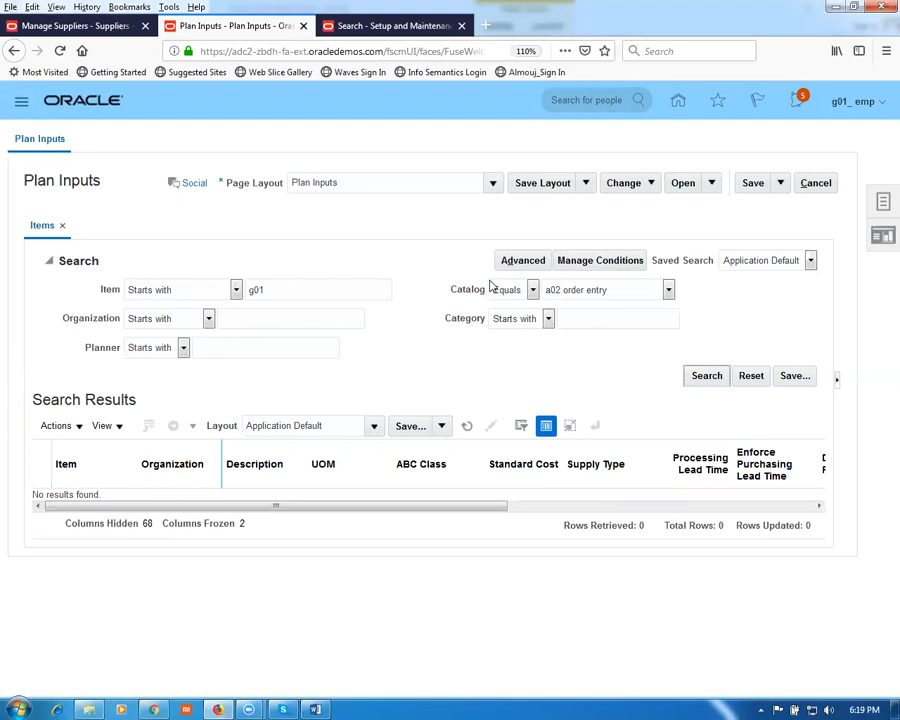 File Edit View History Bookmarks Tools Help
Manage Suppliers - Suppliers - × Plan Inputs - Plan Inputs - Ora × Search - Setup and Maintenan × +
https://adc2-zbdh-fa-ext.oracledemos.com/fscmUI/faces/FuseWel 110% Search
Most Visited Getting Started Suggested Sites Web Slice Gallery Waves Sign In Info Semantics Login Almouj_Sign In
ORACLE Search for people 5 g01_ emp
Plan Inputs
Plan Inputs Social * Page Layout Plan Inputs Save Layout Change Open Save Cancel
Items ×
Search Advanced Manage Conditions Saved Search Application Default
Item Starts with g01 Catalog Equals a02 order entry
Organization Starts with Category Starts with
Planner Starts with
Search Reset Save...
Search Results
Actions View Layout Application Default Save...
Item Organization Description UOM ABC Class Standard Cost Supply Type Processing Lead Time Enforce Purchasing Lead Time
No results found.
Columns Hidden 68 Columns Frozen 2 Rows Retrieved: 0 Total Rows: 0 Rows Updated: 0
6:19 PM